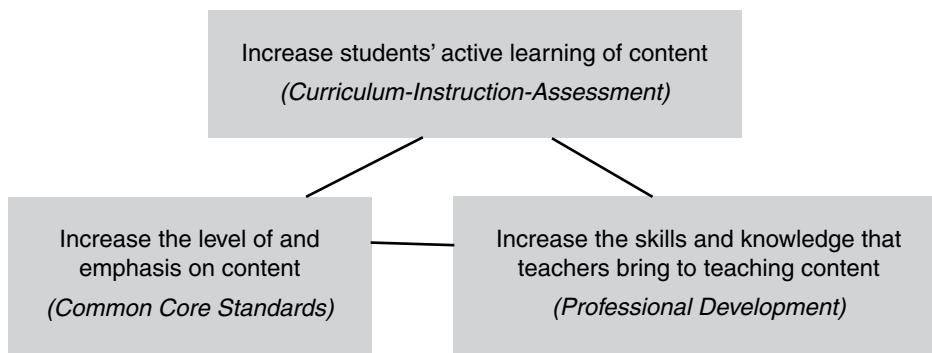 Increase students’ active learning of content
(Curriculum-Instruction-Assessment)
Increase the level of and
emphasis on content
(Common Core Standards)
Increase the skills and knowledge that
teachers bring to teaching content
(Professional Development)